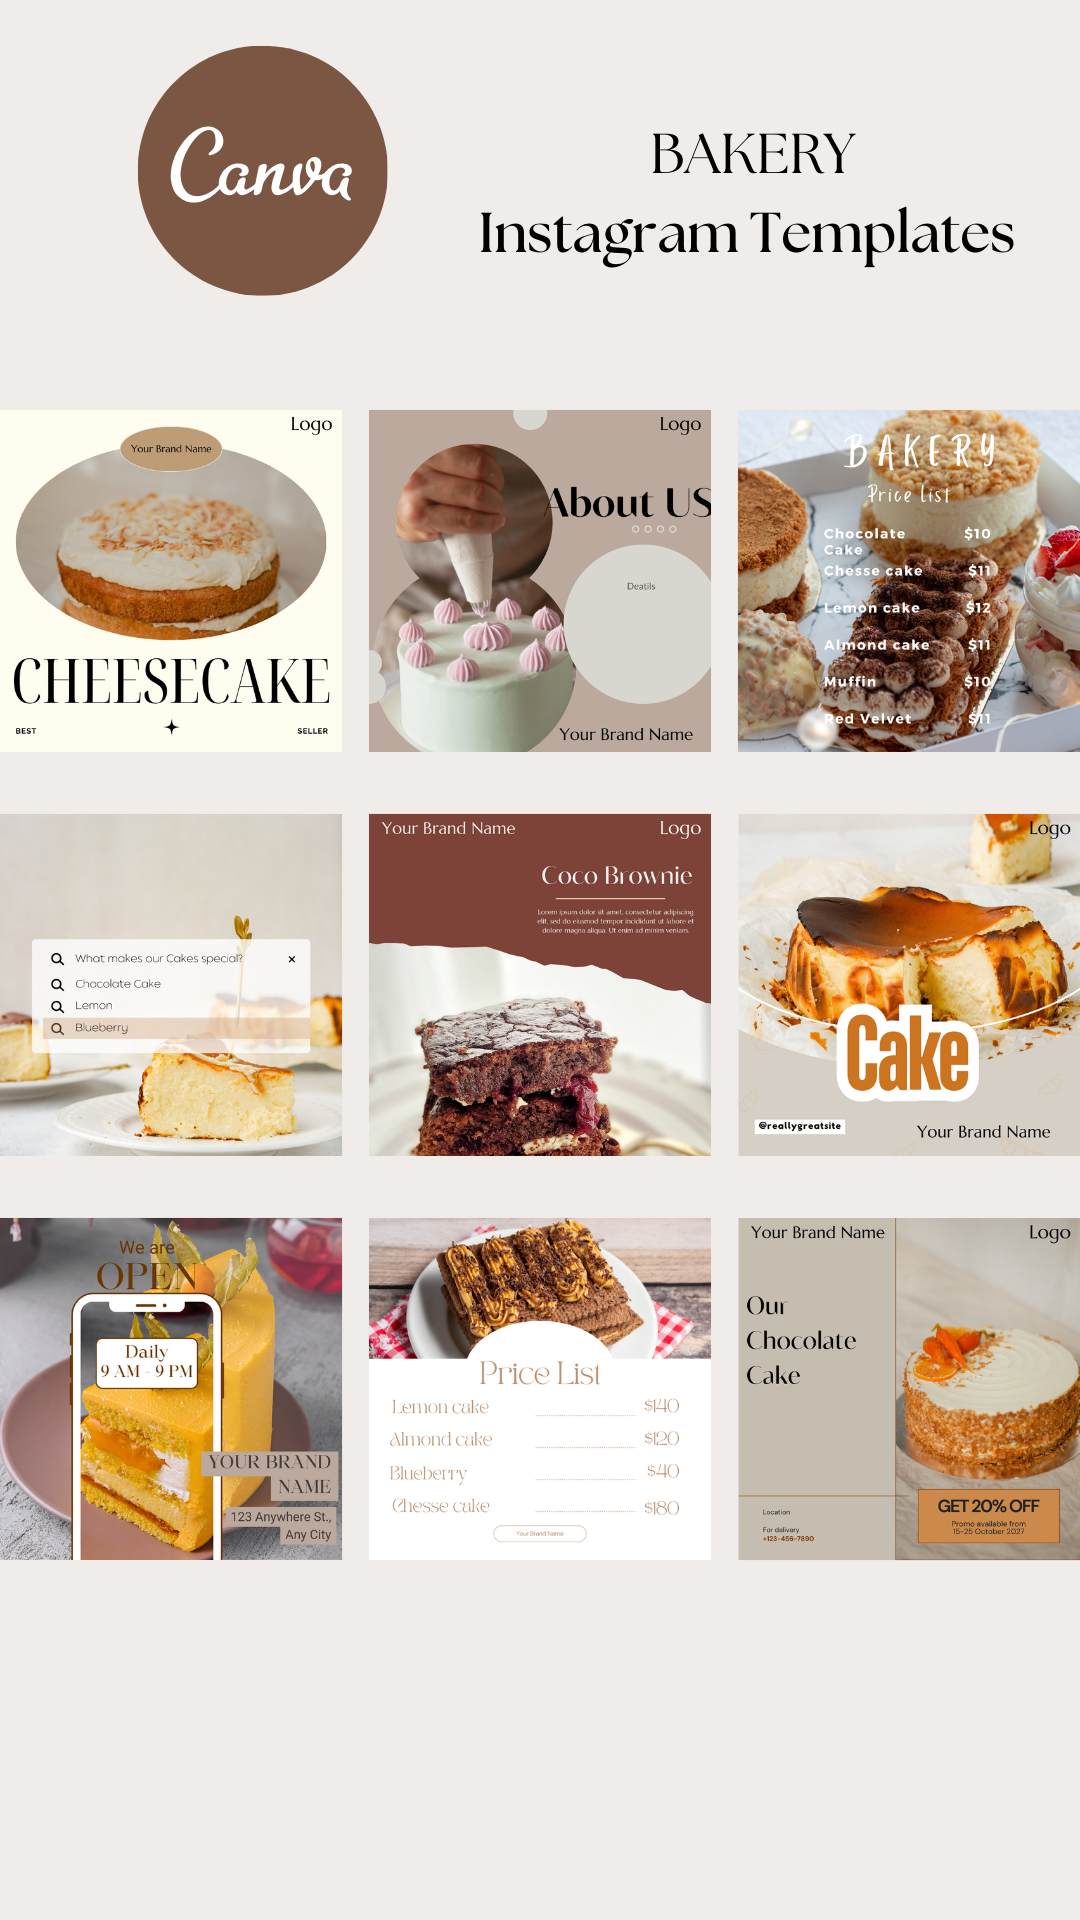 Canva
BAKERY
Instagram Templates
Logo
Your Brand Name
CHEESECAKE
BEST
SELLER
Logo
About US
Deatils
Your Brand Name
BAKERY
Price List
Chocolate Cake $10
Chesse cake $11
Lemon cake $12
Almond cake $11
Muffin $10
Red Velvet $11
What makes our Cakes special?
Chocolate Cake
Lemon
Blueberry
Your Brand Name
Logo
Coco Brownie
Lorem ipsum dolor sit amet, consectetur adipiscing
elit, sed do eiusmod tempor incididunt ut labore et
dolore magna aliqua. Ut enim ad minim veniam.
Logo
Cake
@reallygreatsite
Your Brand Name
We are
OPEN
Daily
9 AM - 9 PM
YOUR BRAND
NAME
123 Anywhere St.,
Any City
Price List
Lemon cake $140
Almond cake $120
Blueberry $40
Chesse cake $180
Your Brand Name
Your Brand Name
Logo
Our
Chocolate
Cake
Location
For delivery
+123-456-7890
GET 20% OFF
Promo available from
15-25 October 2027